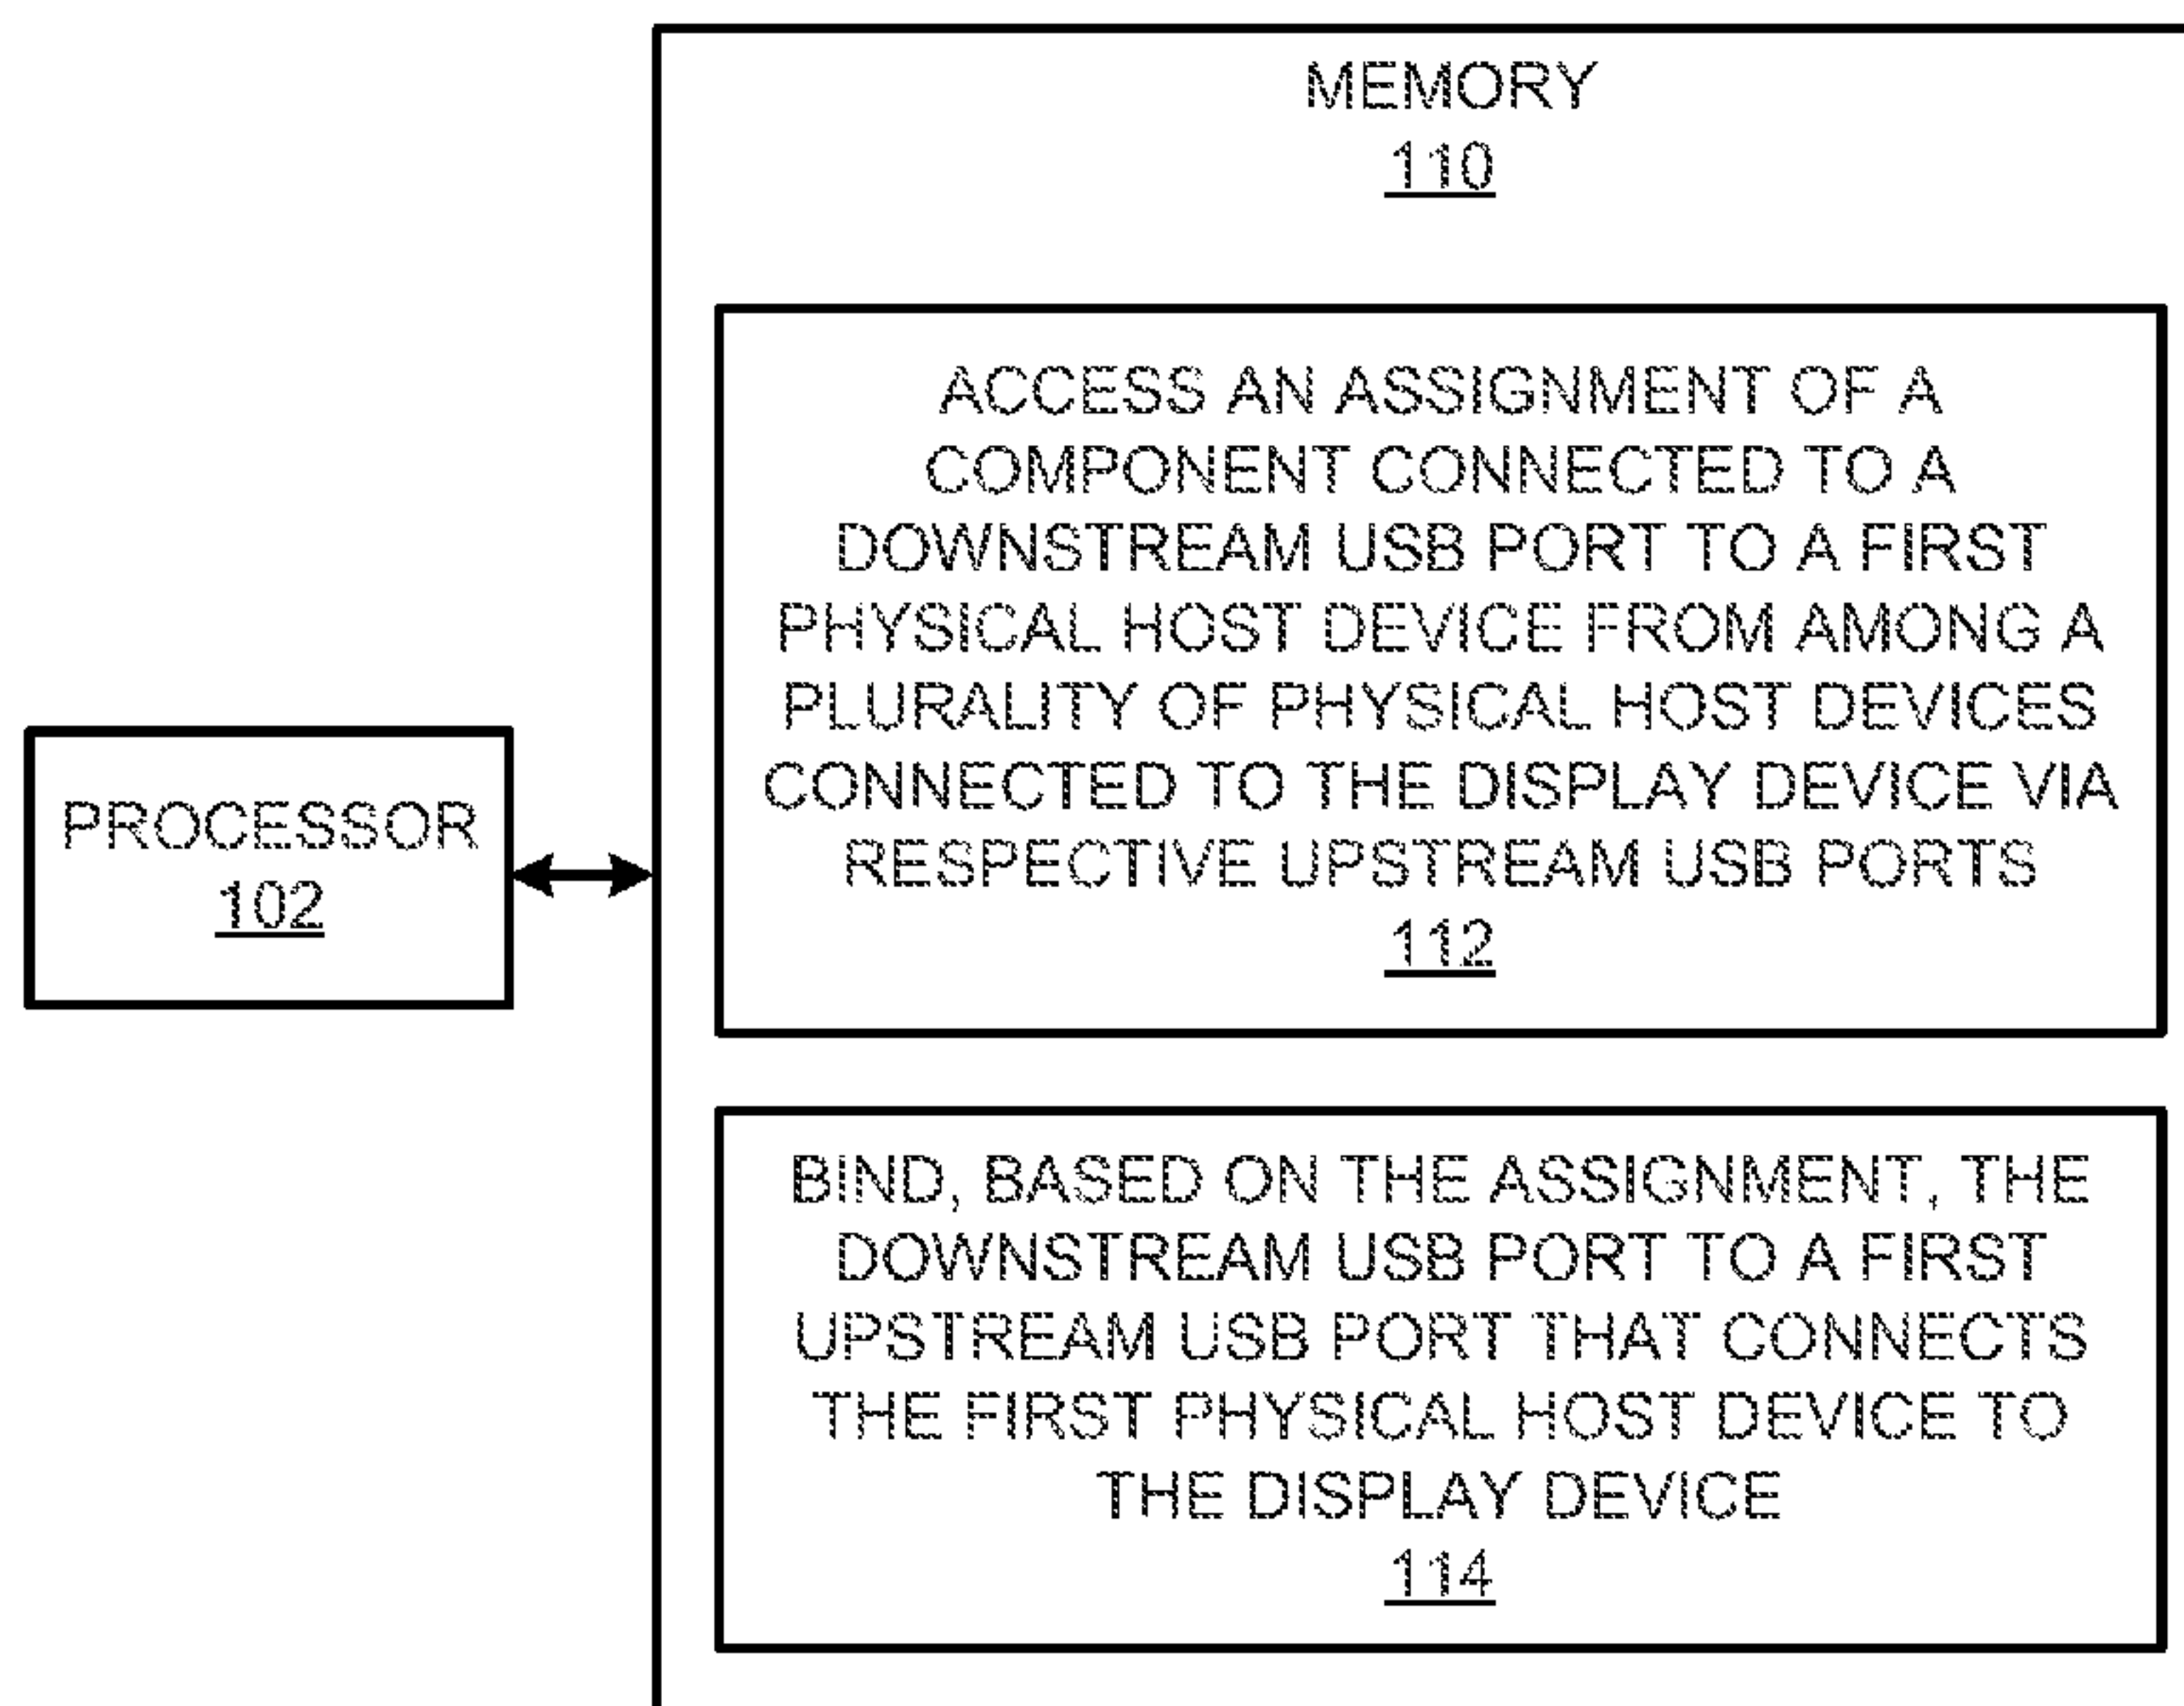 MEMORY
110
ACCESS AN ASSIGNMENT OF A
COMPONENT CONNECTED TO A
DOWNSTREAM USB PORT TO A FIRST
PHYSICAL HOST DEVICE FROM AMONG A
PLURALITY OF PHYSICAL HOST DEVICES
CONNECTED TO THE DISPLAY DEVICE VIA
RESPECTIVE UPSTREAM USB PORTS
112
PROCESSOR
102
BIND, BASED ON THE ASSIGNMENT, THE
DOWNSTREAM USB PORT TO A FIRST
UPSTREAM USB PORT THAT CONNECTS
THE FIRST PHYSICAL HOST DEVICE TO
THE DISPLAY DEVICE
114